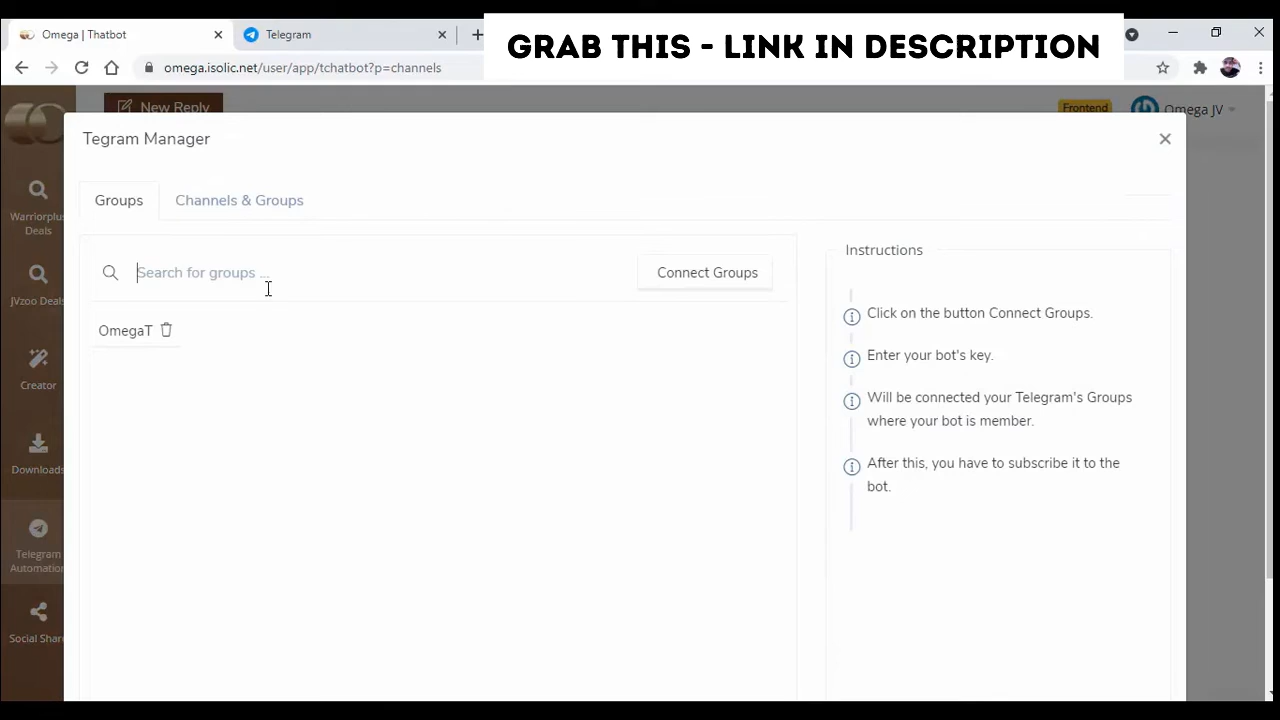 Omega | Thatbot
Telegram
GRAB THIS - LINK IN DESCRIPTION
omega.isolic.net/user/app/tchatbot?p=channels
New Reply
Frontend
Omega JV
Tegram Manager
Groups
Channels & Groups
Search for groups ...
Connect Groups
OmegaT
Instructions
Click on the button Connect Groups.
Enter your bot's key.
Will be connected your Telegram's Groups
where your bot is member.
After this, you have to subscribe it to the
bot.
Warriorplus
Deals
JVzoo Deals
Creator
Downloads
Telegram
Automation
Social Share